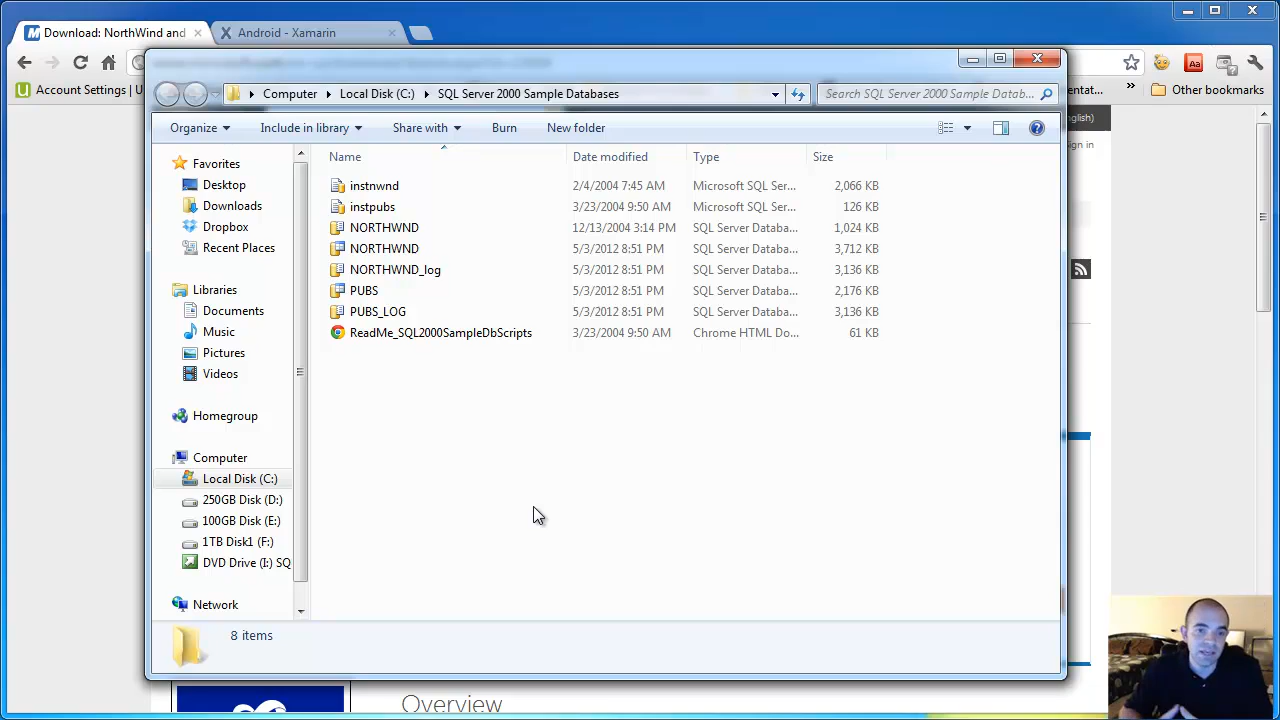 Download: NorthWind and
Android - Xamarin
Account Settings | U
Aa
entat...
Other bookmarks
Computer
Local Disk (C:)
SQL Server 2000 Sample Databases
Search SQL Server 2000 Sample Datab...
Organize
Include in library
Share with
Burn
New folder
glish)
gn in
Name
Date modified
Type
Size
Favorites
Desktop
Downloads
Dropbox
Recent Places
Libraries
Documents
Music
Pictures
Videos
Homegroup
Computer
Local Disk (C:)
250GB Disk (D:)
100GB Disk (E:)
1TB Disk1 (F:)
DVD Drive (I:) SQ
Network
instnwnd 2/4/2004 7:45 AM Microsoft SQL Ser... 2,066 KB
instpubs 3/23/2004 9:50 AM Microsoft SQL Ser... 126 KB
NORTHWND 12/13/2004 3:14 PM SQL Server Databa... 1,024 KB
NORTHWND 5/3/2012 8:51 PM SQL Server Databa... 3,712 KB
NORTHWND_log 5/3/2012 8:51 PM SQL Server Databa... 3,136 KB
PUBS 5/3/2012 8:51 PM SQL Server Databa... 2,176 KB
PUBS_LOG 5/3/2012 8:51 PM SQL Server Databa... 3,136 KB
ReadMe_SQL2000SampleDbScripts 3/23/2004 9:50 AM Chrome HTML Do... 61 KB
8 items
Overview